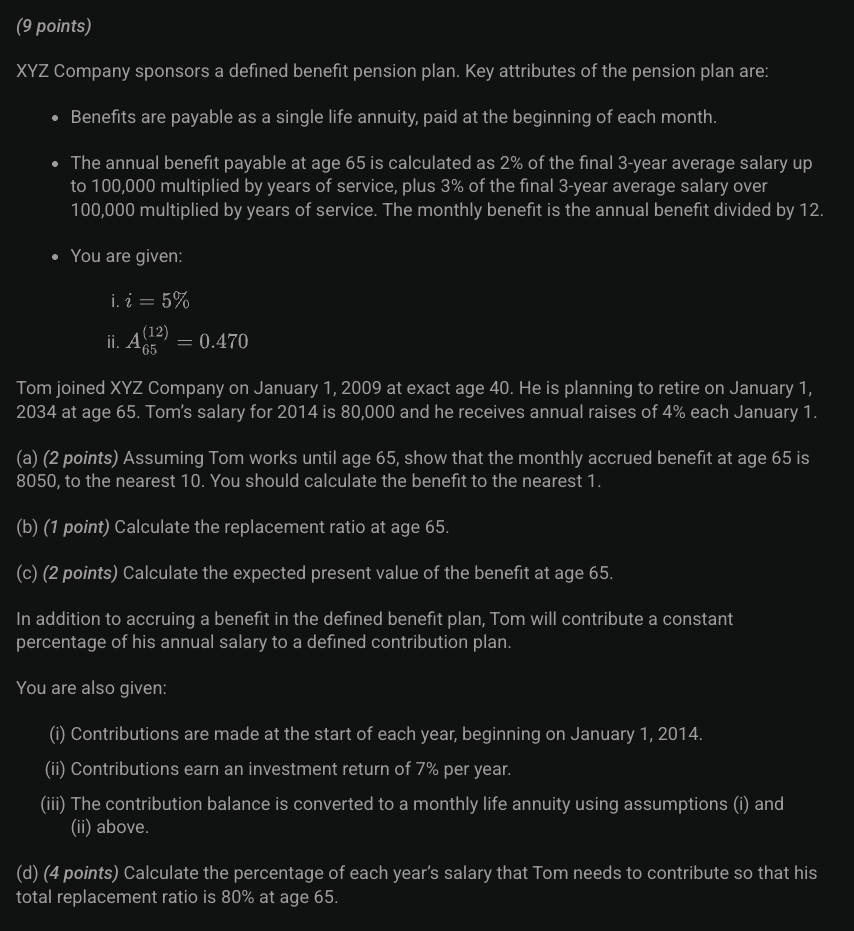 (9 points)
XYZ Company sponsors a defined benefit pension plan. Key attributes of the pension plan are:
• Benefits are payable as a single life annuity, paid at the beginning of each month.
• The annual benefit payable at age 65 is calculated as 2% of the final 3-year average salary up
to 100,000 multiplied by years of service, plus 3% of the final 3-year average salary over
100,000 multiplied by years of service. The monthly benefit is the annual benefit divided by 12.
• You are given:
i. i = 5%
ii. A_{65}^{(12)} = 0.470
Tom joined XYZ Company on January 1, 2009 at exact age 40. He is planning to retire on January 1,
2034 at age 65. Tom's salary for 2014 is 80,000 and he receives annual raises of 4% each January 1.
(a) (2 points) Assuming Tom works until age 65, show that the monthly accrued benefit at age 65 is
8050, to the nearest 10. You should calculate the benefit to the nearest 1.
(b) (1 point) Calculate the replacement ratio at age 65.
(c) (2 points) Calculate the expected present value of the benefit at age 65.
In addition to accruing a benefit in the defined benefit plan, Tom will contribute a constant
percentage of his annual salary to a defined contribution plan.
You are also given:
(i) Contributions are made at the start of each year, beginning on January 1, 2014.
(ii) Contributions earn an investment return of 7% per year.
(iii) The contribution balance is converted to a monthly life annuity using assumptions (i) and
(ii) above.
(d) (4 points) Calculate the percentage of each year's salary that Tom needs to contribute so that his
total replacement ratio is 80% at age 65.